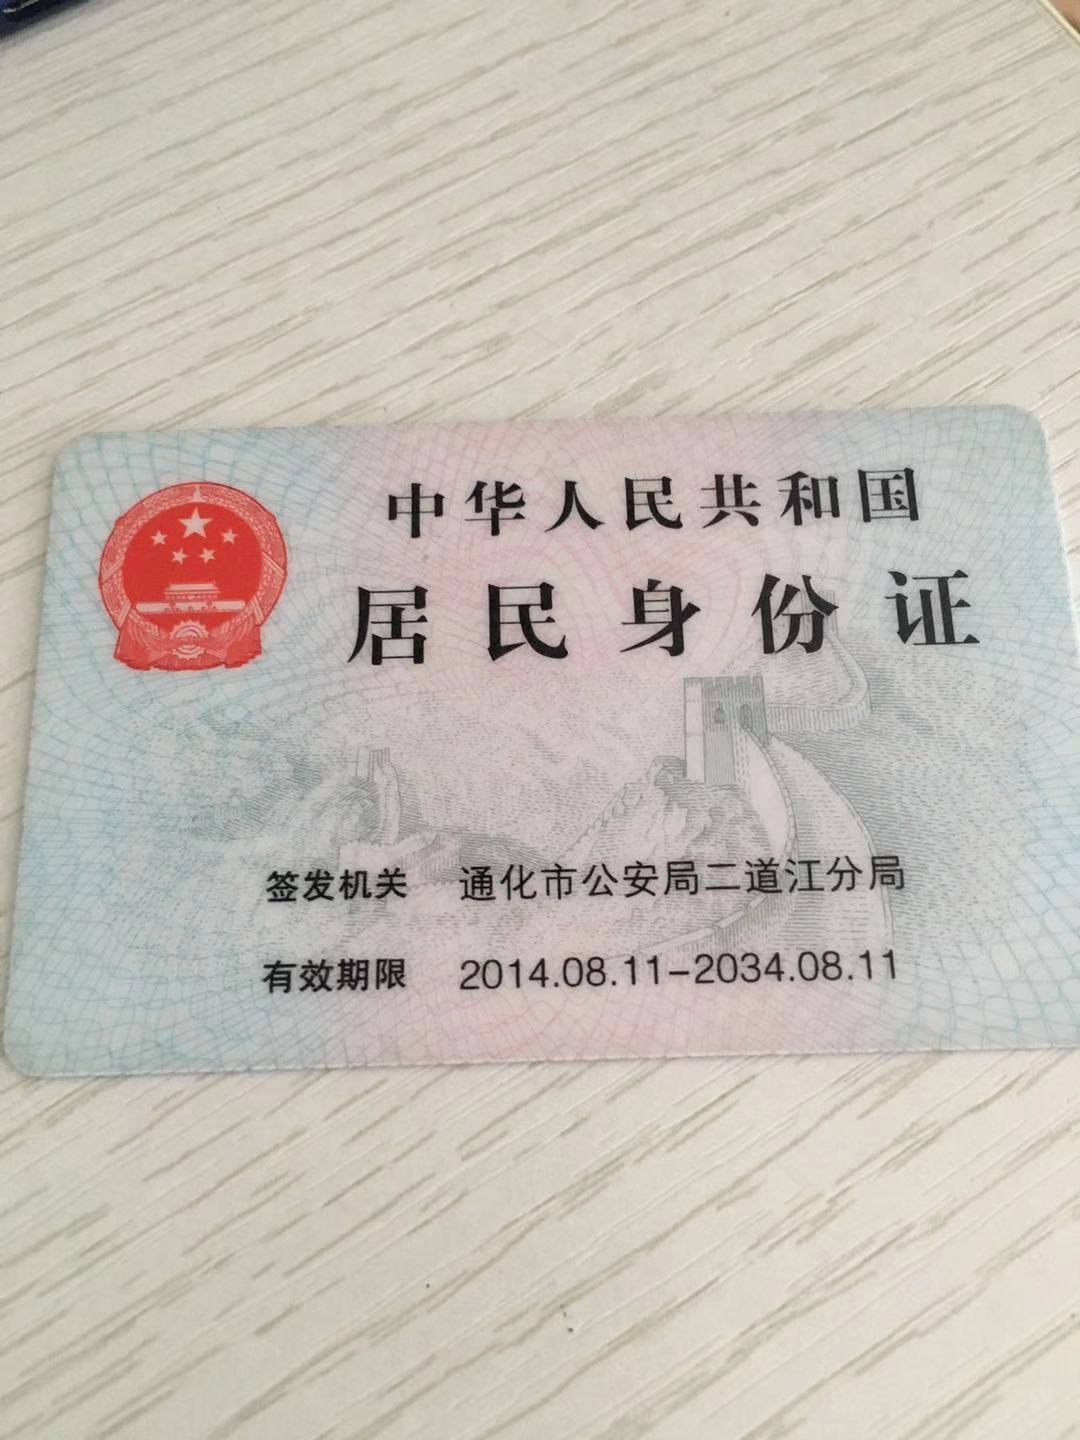 中华人民共和国
居民身份证
签发机关 通化市公安局二道江分局
有效期限 2014.08.11-2034.08.11